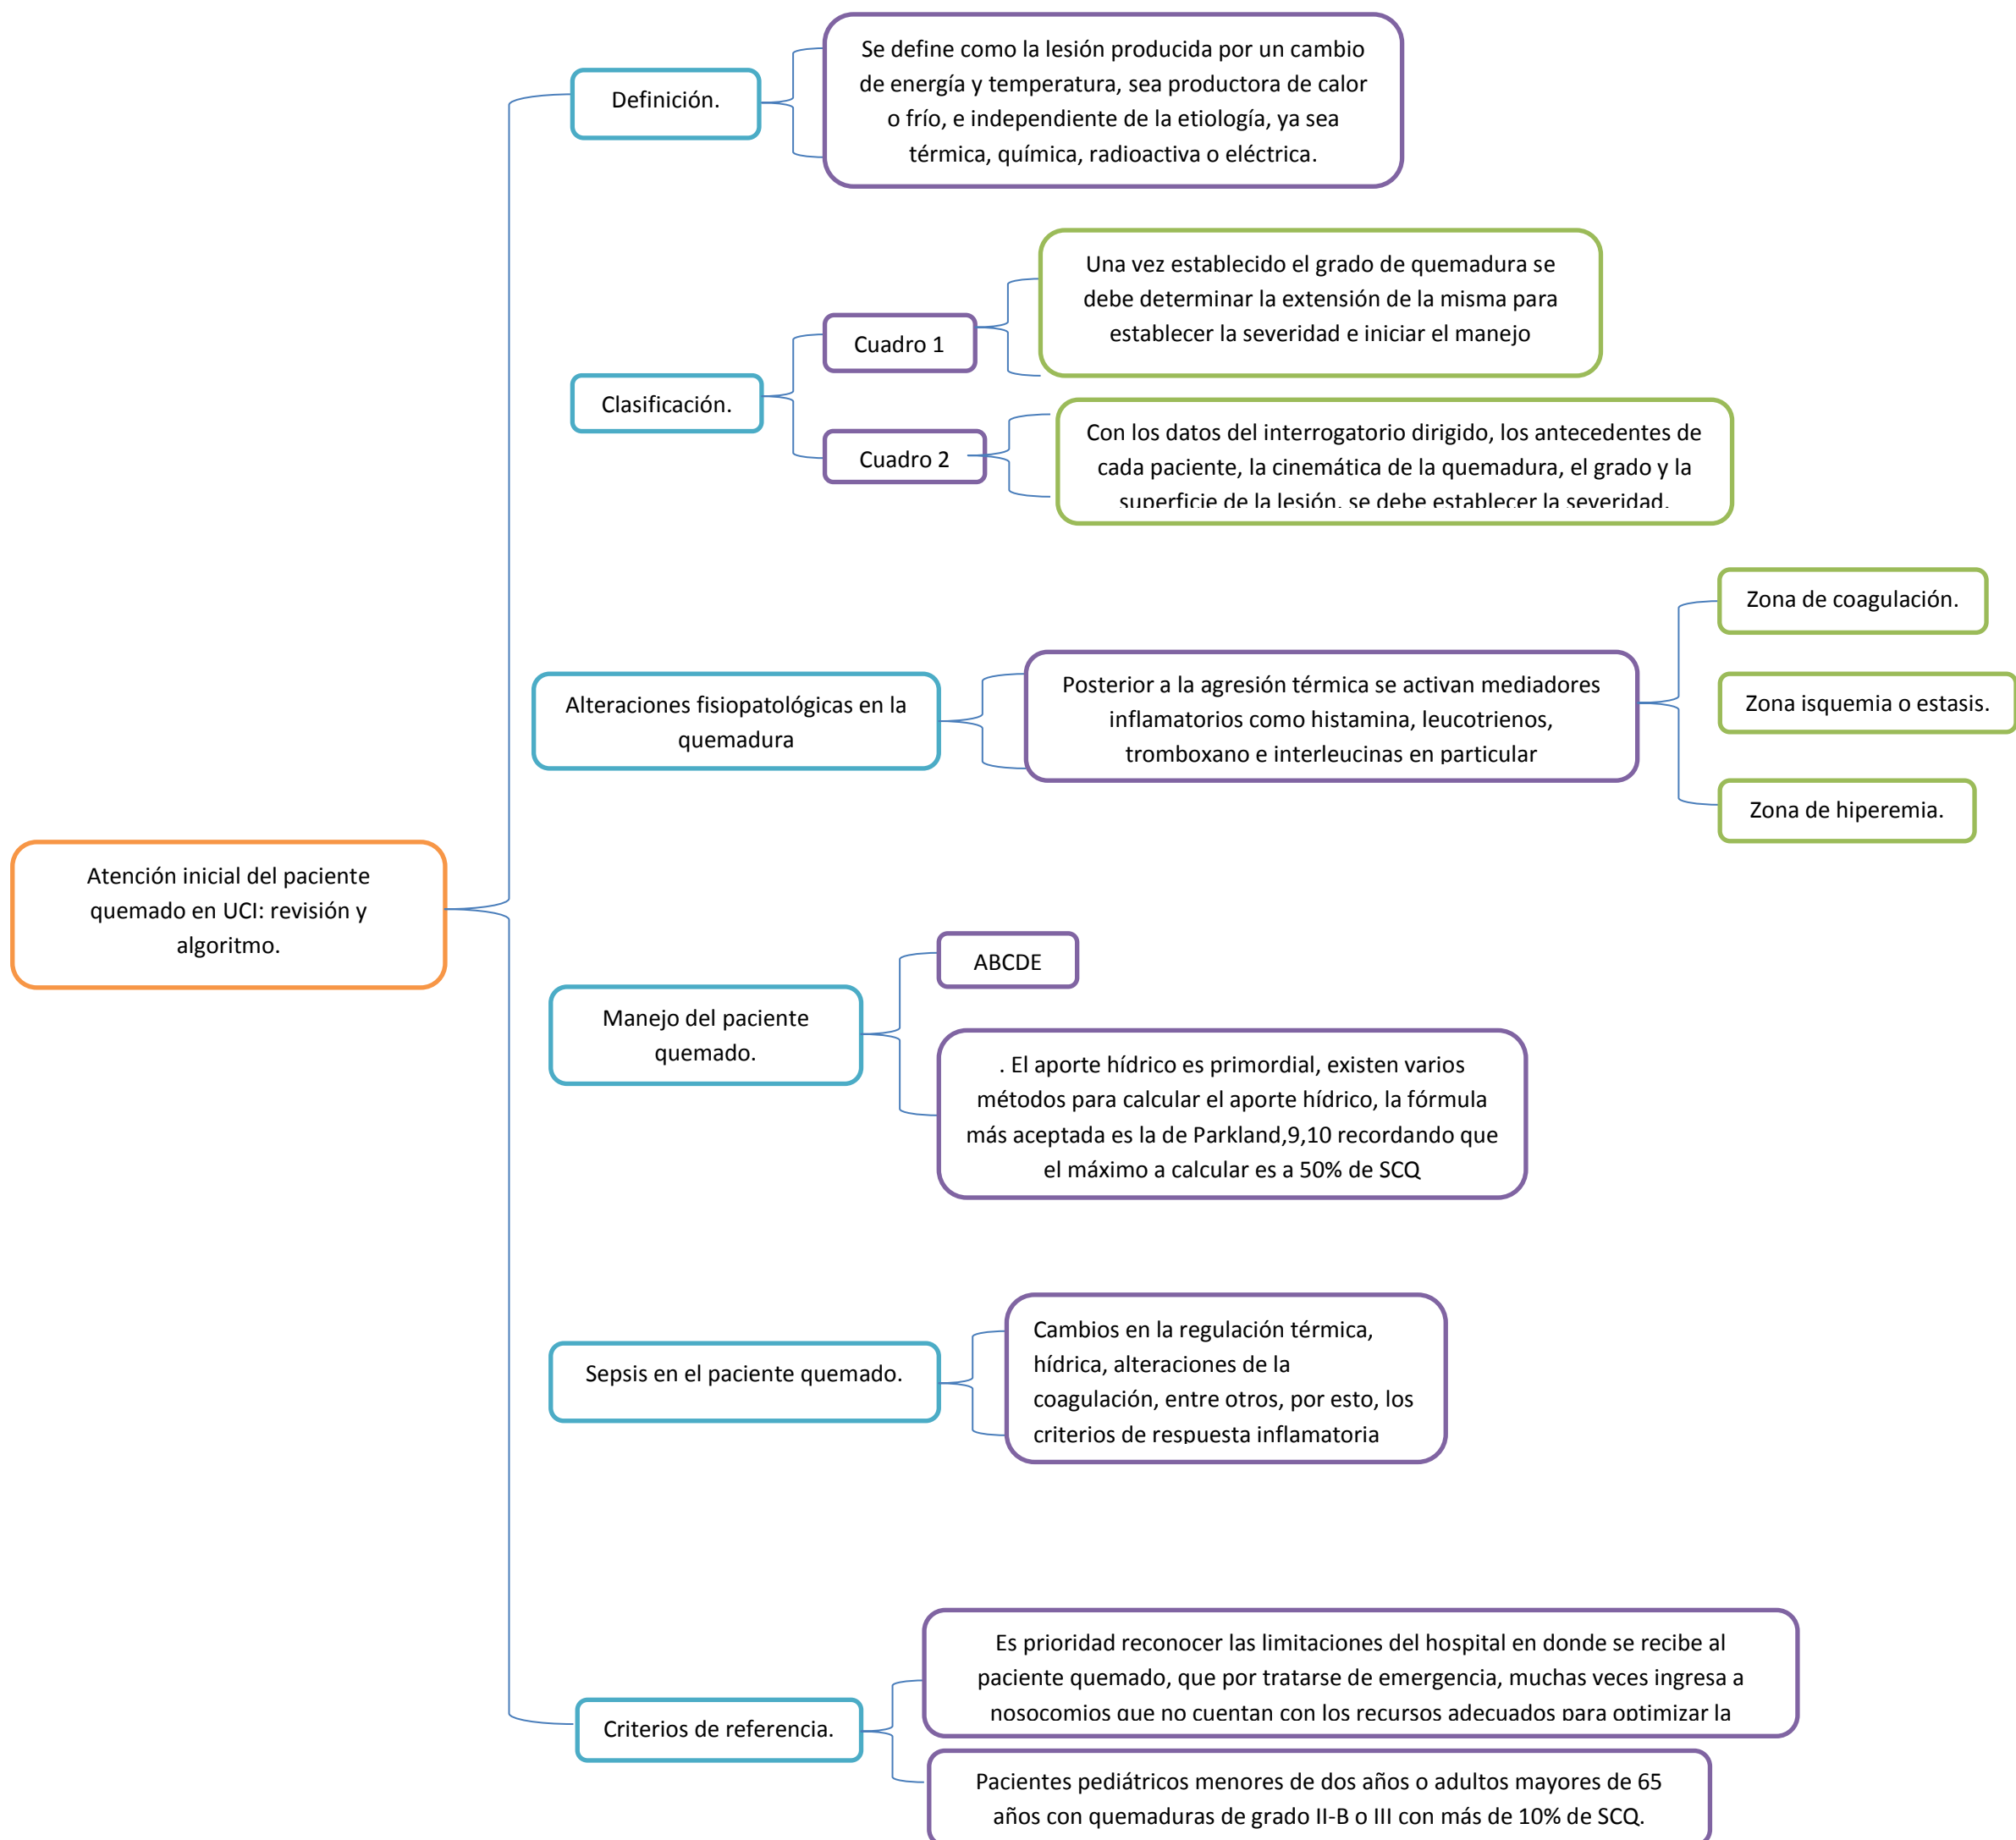 Se define como la lesión producida por un cambio
de energía y temperatura, sea productora de calor
o frío, e independiente de la etiología, ya sea
térmica, química, radioactiva o eléctrica.
Definición.
Una vez establecido el grado de quemadura se
debe determinar la extensión de la misma para
establecer la severidad e iniciar el manejo
Cuadro 1
Clasificación.
Cuadro 2
Con los datos del interrogatorio dirigido, los antecedentes de
cada paciente, la cinemática de la quemadura, el grado y la
superficie de la lesión, se debe establecer la severidad.
Zona de coagulación.
Alteraciones fisiopatológicas en la
quemadura
Posterior a la agresión térmica se activan mediadores
inflamatorios como histamina, leucotrienos,
tromboxano e interleucinas en particular
Zona isquemia o estasis.
Zona de hiperemia.
Atención inicial del paciente
quemado en UCI: revisión y
algoritmo.
ABCDE
Manejo del paciente
quemado.
. El aporte hídrico es primordial, existen varios
métodos para calcular el aporte hídrico, la fórmula
más aceptada es la de Parkland,9,10 recordando que
el máximo a calcular es a 50% de SCQ
Sepsis en el paciente quemado.
Cambios en la regulación térmica,
hídrica, alteraciones de la
coagulación, entre otros, por esto, los
criterios de respuesta inflamatoria
Es prioridad reconocer las limitaciones del hospital en donde se recibe al
paciente quemado, que por tratarse de emergencia, muchas veces ingresa a
nosocomios que no cuentan con los recursos adecuados para optimizar la
Criterios de referencia.
Pacientes pediátricos menores de dos años o adultos mayores de 65
años con quemaduras de grado II-B o III con más de 10% de SCQ.